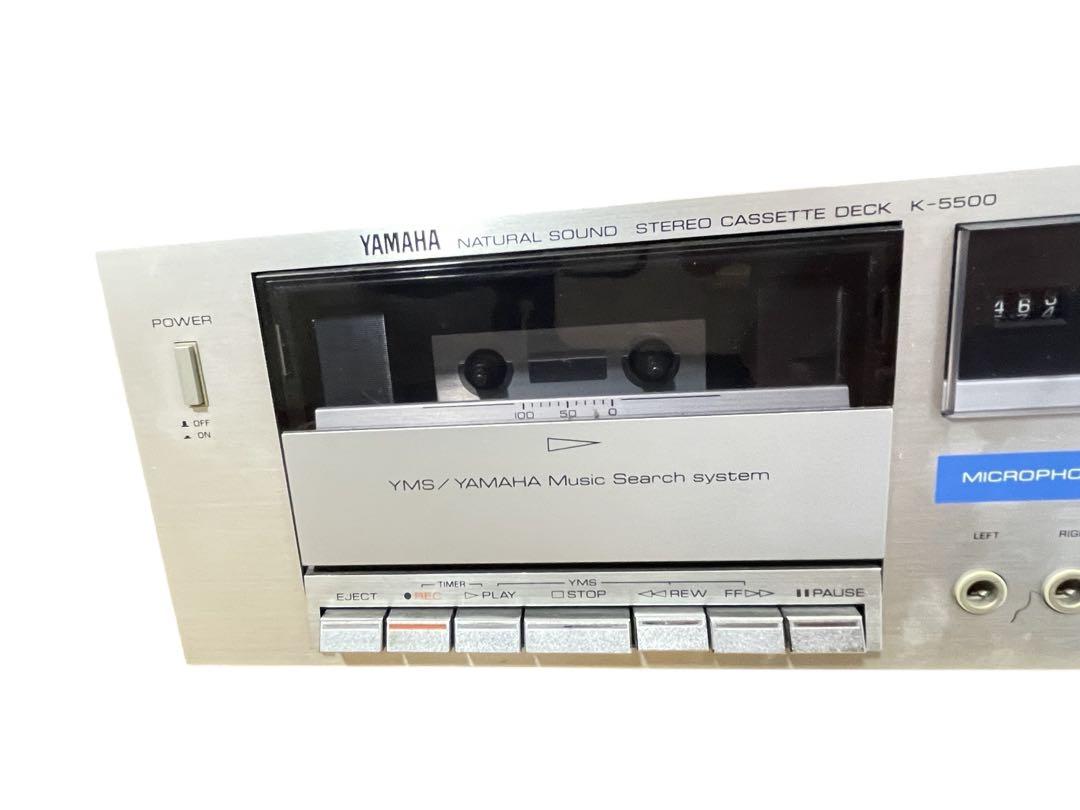 YAMAHA NATURAL SOUND STEREO CASSETTE DECK K-5500
POWER
OFF
ON
100 50 0
YMS/YAMAHA Music Search system
MICROPHO
LEFT RIG
TIMER YMS
EJECT REC PLAY STOP REW FF PAUSE